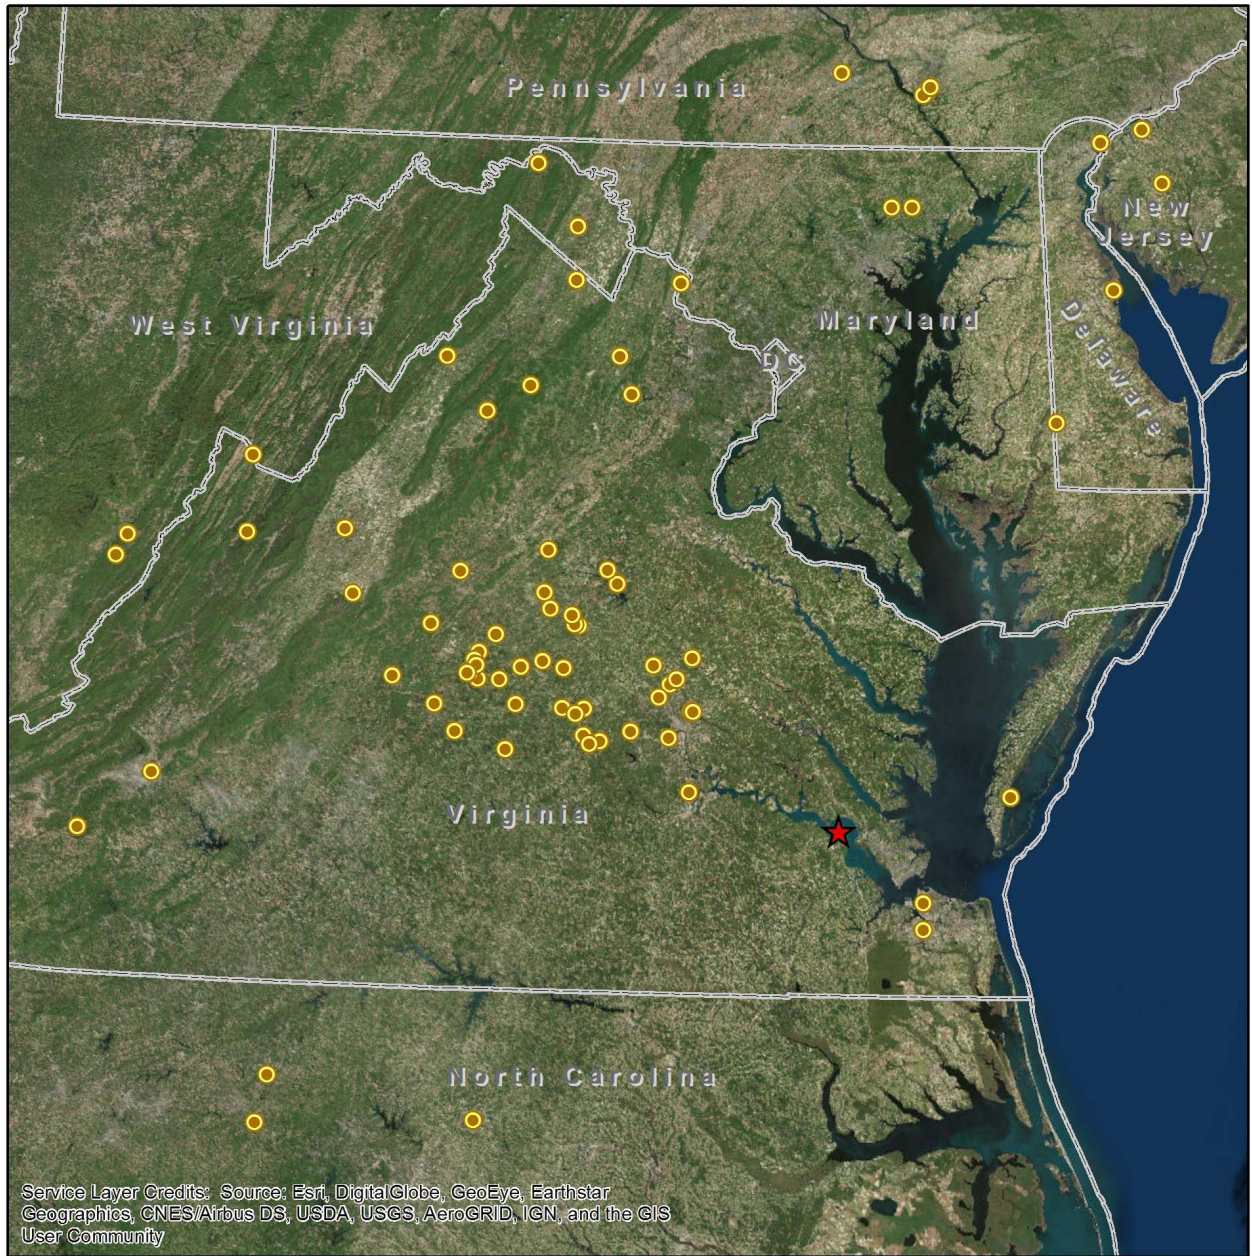 Pennsylvania
New
Jersey
West Virginia
Maryland
Delaware
DC
Virginia
North Carolina
Service Layer Credits: Source: Esri, DigitalGlobe, GeoEye, Earthstar
Geographics, CNES/Airbus DS, USDA, USGS, AeroGRID, IGN, and the GIS
User Community